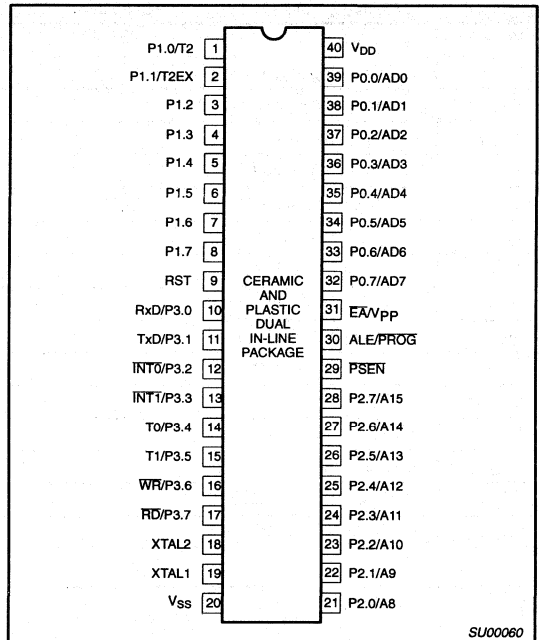 P1.0/T2 1 40 VDD
P1.1/T2EX 2 39 P0.0/AD0
P1.2 3 38 P0.1/AD1
P1.3 4 37 P0.2/AD2
P1.4 5 36 P0.3/AD3
P1.5 6 35 P0.4/AD4
P1.6 7 34 P0.5/AD5
P1.7 8 33 P0.6/AD6
RST 9 32 P0.7/AD7
RxD/P3.0 10 31 E̅A̅/VPP
TxD/P3.1 11 30 ALE/P̅R̅O̅G̅
I̅N̅T̅0̅/P3.2 12 29 P̅S̅E̅N̅
I̅N̅T̅1̅/P3.3 13 28 P2.7/A15
T0/P3.4 14 27 P2.6/A14
T1/P3.5 15 26 P2.5/A13
W̅R̅/P3.6 16 25 P2.4/A12
R̅D̅/P3.7 17 24 P2.3/A11
XTAL2 18 23 P2.2/A10
XTAL1 19 22 P2.1/A9
VSS 20 21 P2.0/A8
CERAMIC
AND
PLASTIC
DUAL
IN-LINE
PACKAGE
SU00060